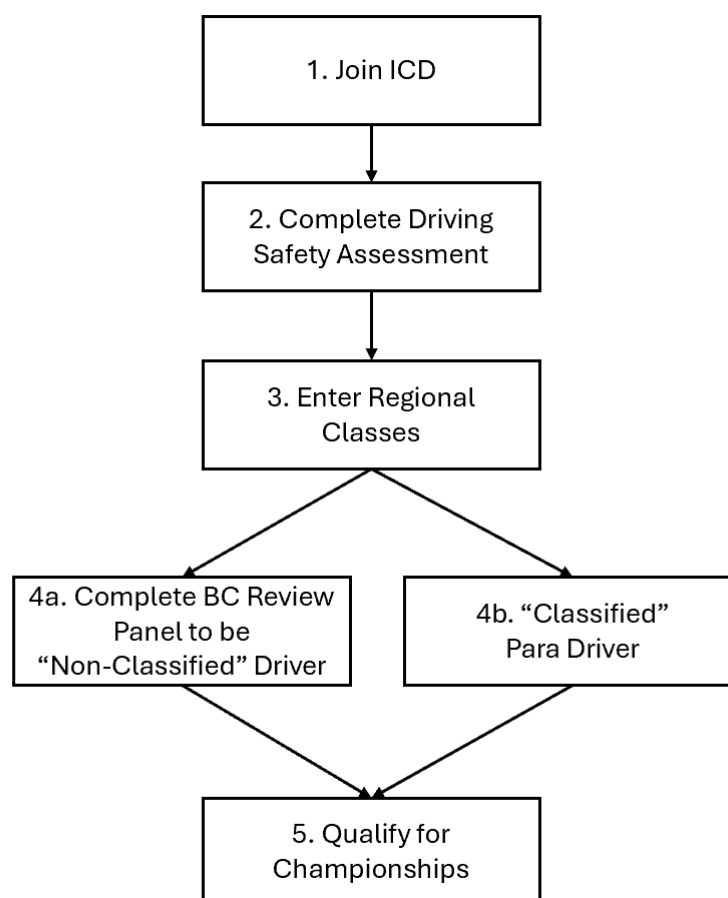 1. Join ICD
2. Complete Driving
Safety Assessment
3. Enter Regional
Classes
4a. Complete BC Review
Panel to be
“Non-Classified” Driver
4b. “Classified”
Para Driver
5. Qualify for
Championships